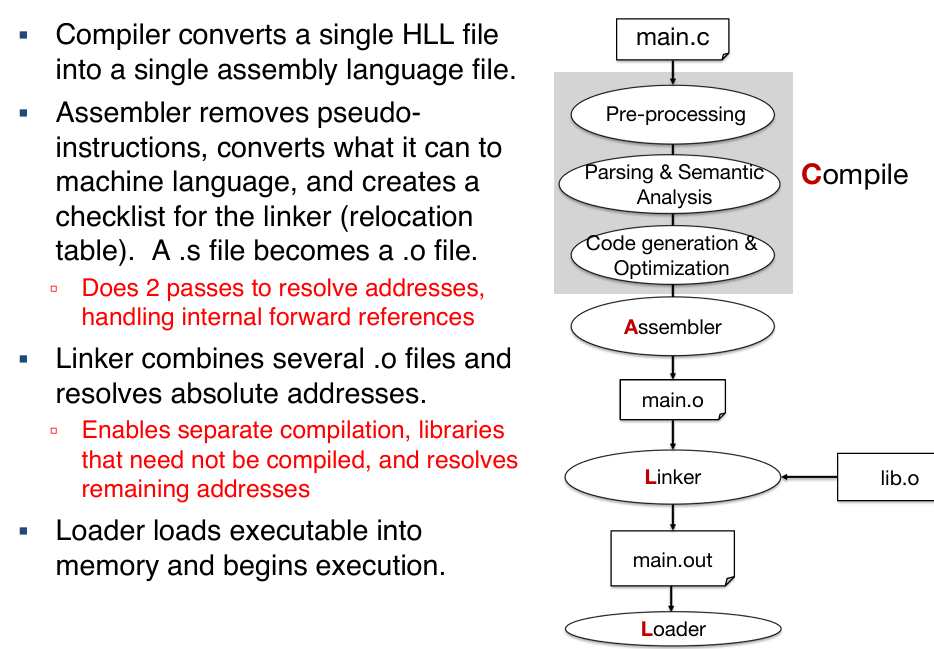 ▪ Compiler converts a single HLL file
into a single assembly language file.
▪ Assembler removes pseudo-
instructions, converts what it can to
machine language, and creates a
checklist for the linker (relocation
table).  A .s file becomes a .o file.
▫ Does 2 passes to resolve addresses,
handling internal forward references
▪ Linker combines several .o files and
resolves absolute addresses.
▫ Enables separate compilation, libraries
that need not be compiled, and resolves
remaining addresses
▪ Loader loads executable into
memory and begins execution.
main.c
Pre-processing
Parsing & Semantic
Analysis
Code generation &
Optimization
Compile
Assembler
main.o
Linker
lib.o
main.out
Loader